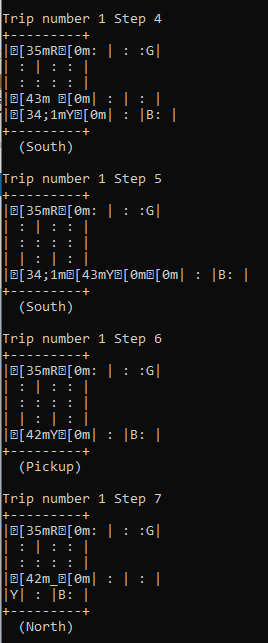 Trip number 1 Step 4
+---------+
|⍰[35mR⍰[0m: | : :G|
| : | : : |
| : : : : |
|⍰[43m ⍰[0m| : | : |
|⍰[34;1mY⍰[0m| : |B: |
+---------+
  (South)

Trip number 1 Step 5
+---------+
|⍰[35mR⍰[0m: | : :G|
| : | : : |
| : : : : |
| | : | : |
|⍰[34;1m⍰[43mY⍰[0m⍰[0m| : |B: |
+---------+
  (South)

Trip number 1 Step 6
+---------+
|⍰[35mR⍰[0m: | : :G|
| : | : : |
| : : : : |
| | : | : |
|⍰[42mY⍰[0m| : |B: |
+---------+
  (Pickup)

Trip number 1 Step 7
+---------+
|⍰[35mR⍰[0m: | : :G|
| : | : : |
| : : : : |
|⍰[42m_⍰[0m| : | : |
|Y| : |B: |
+---------+
  (North)